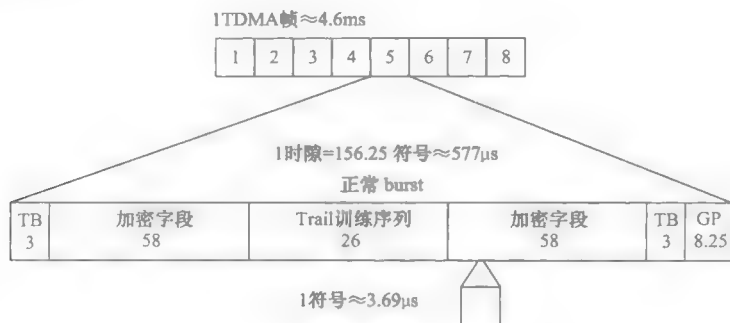 1TDMA帧≈4.6ms
1 2 3 4 5 6 7 8
1时隙=156.25 符号≈577μs
正常 burst
TB 加密字段 Trail训练序列 加密字段 TB GP
3 58 26 58 3 8.25
1符号≈3.69μs